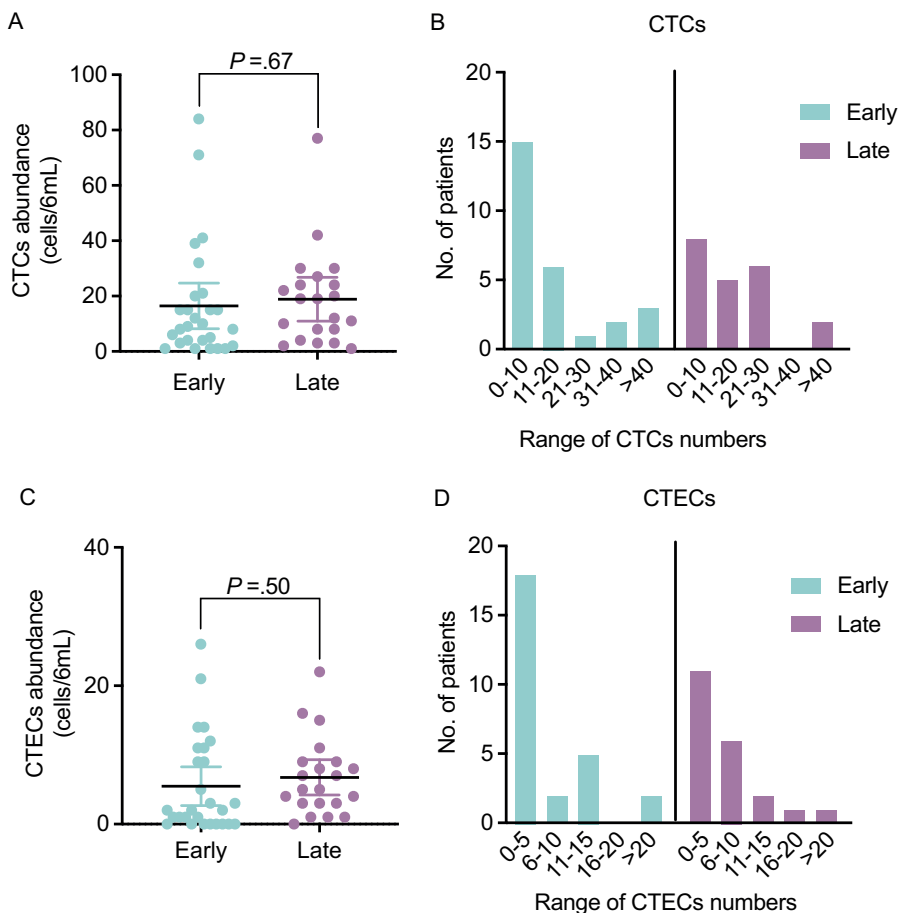 A
CTCs abundance
(cells/6mL)
100
80
60
40
20
0
P =.67
Early
Late
B
CTCs
No. of patients
20
15
10
5
0
Early
Late
0-10
11-20
21-30
31-40
>40
0-10
11-20
21-30
31-40
>40
Range of CTCs numbers
C
CTECs abundance
(cells/6mL)
40
20
0
P =.50
Early
Late
D
CTECs
No. of patients
20
15
10
5
0
Early
Late
0-5
6-10
11-15
16-20
>20
0-5
6-10
11-15
16-20
>20
Range of CTECs numbers